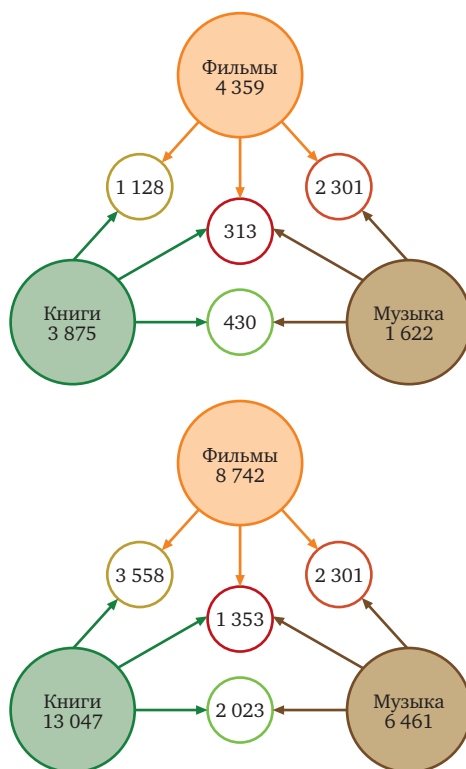 Фильмы
4 359
1 128
2 301
313
Книги
3 875
430
Музыка
1 622
Фильмы
8 742
3 558
2 301
1 353
Книги
13 047
2 023
Музыка
6 461